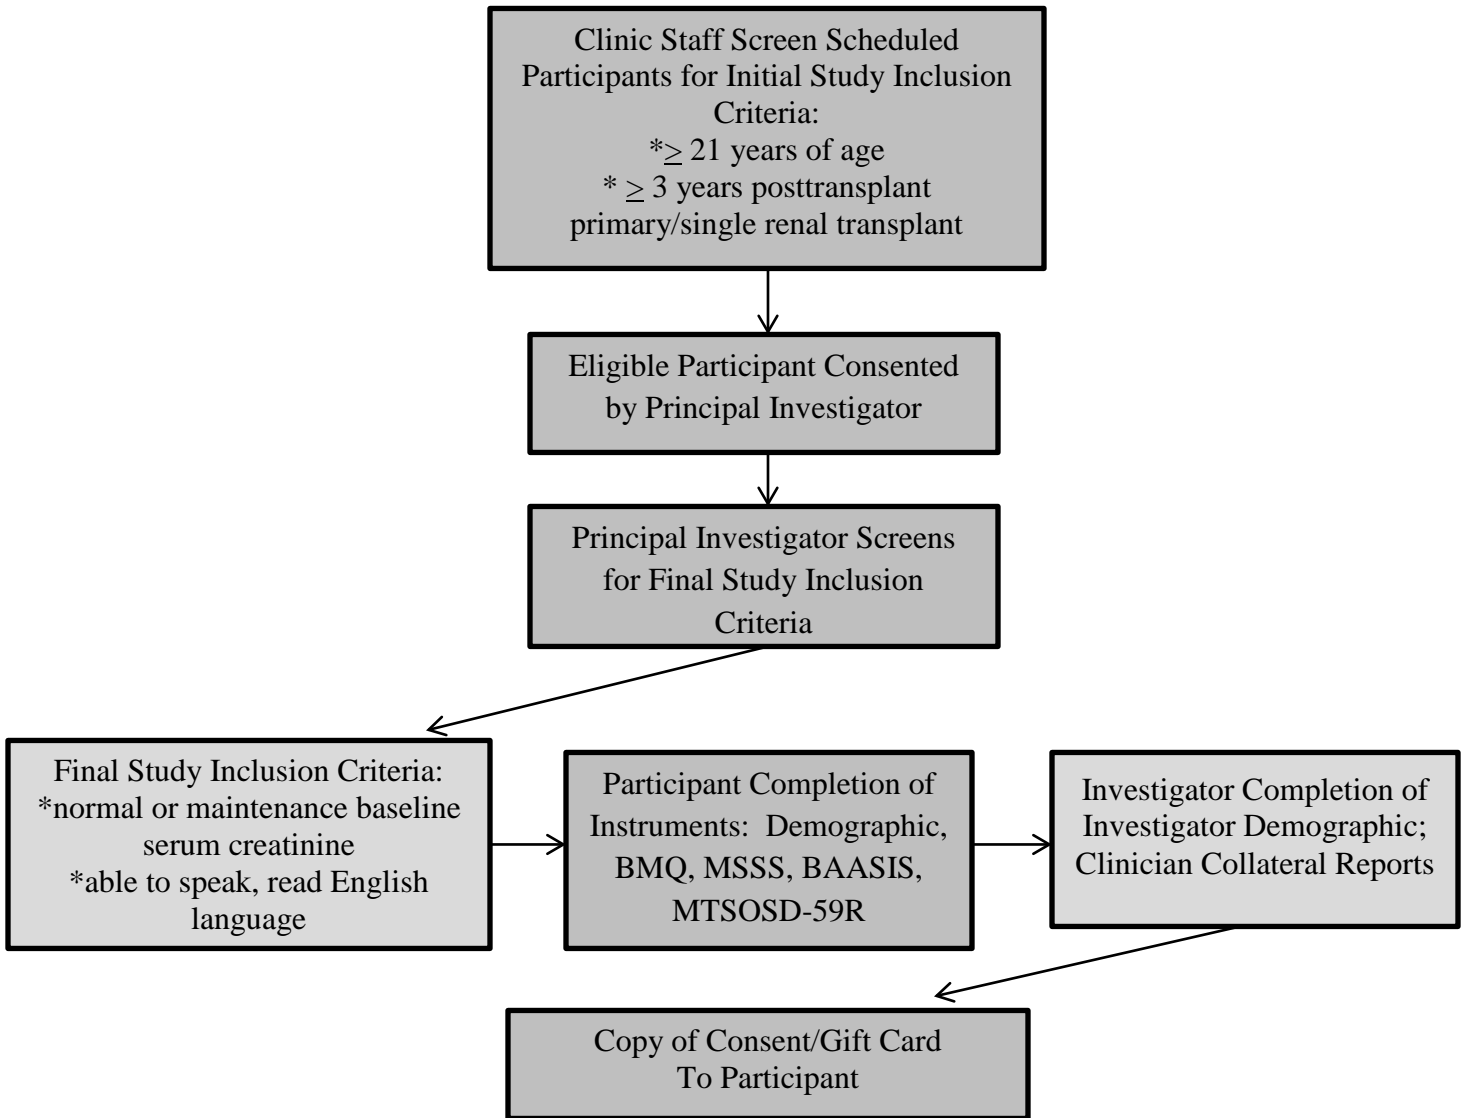 Clinic Staff Screen Scheduled
Participants for Initial Study Inclusion
Criteria:
*≥ 21 years of age
* ≥ 3 years posttransplant
primary/single renal transplant
Eligible Participant Consented
by Principal Investigator
Principal Investigator Screens
for Final Study Inclusion
Criteria
Final Study Inclusion Criteria:
*normal or maintenance baseline
serum creatinine
*able to speak, read English
language
Participant Completion of
Instruments: Demographic,
BMQ, MSSS, BAASIS,
MTSOSD-59R
Investigator Completion of
Investigator Demographic;
Clinician Collateral Reports
Copy of Consent/Gift Card
To Participant